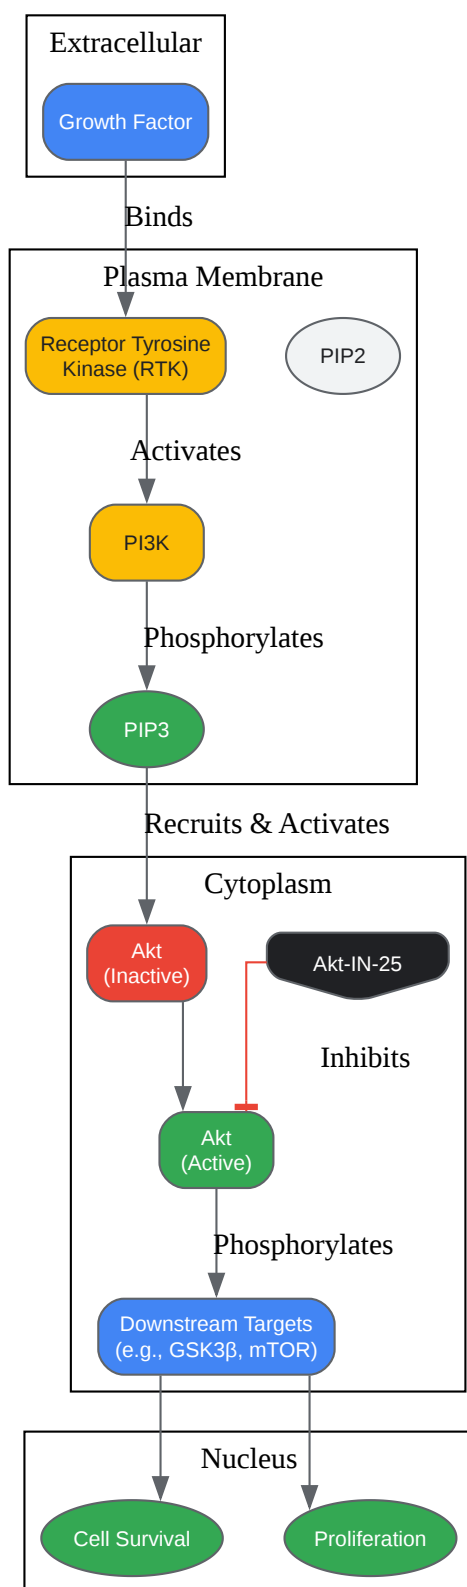 Extracellular
Growth Factor
Binds
Plasma Membrane
Receptor Tyrosine
Kinase (RTK)
PIP2
Activates
PI3K
Phosphorylates
PIP3
Recruits & Activates
Cytoplasm
Akt
(Inactive)
Akt-IN-25
Inhibits
Akt
(Active)
Phosphorylates
Downstream Targets
(e.g., GSK3β, mTOR)
Nucleus
Cell Survival
Proliferation